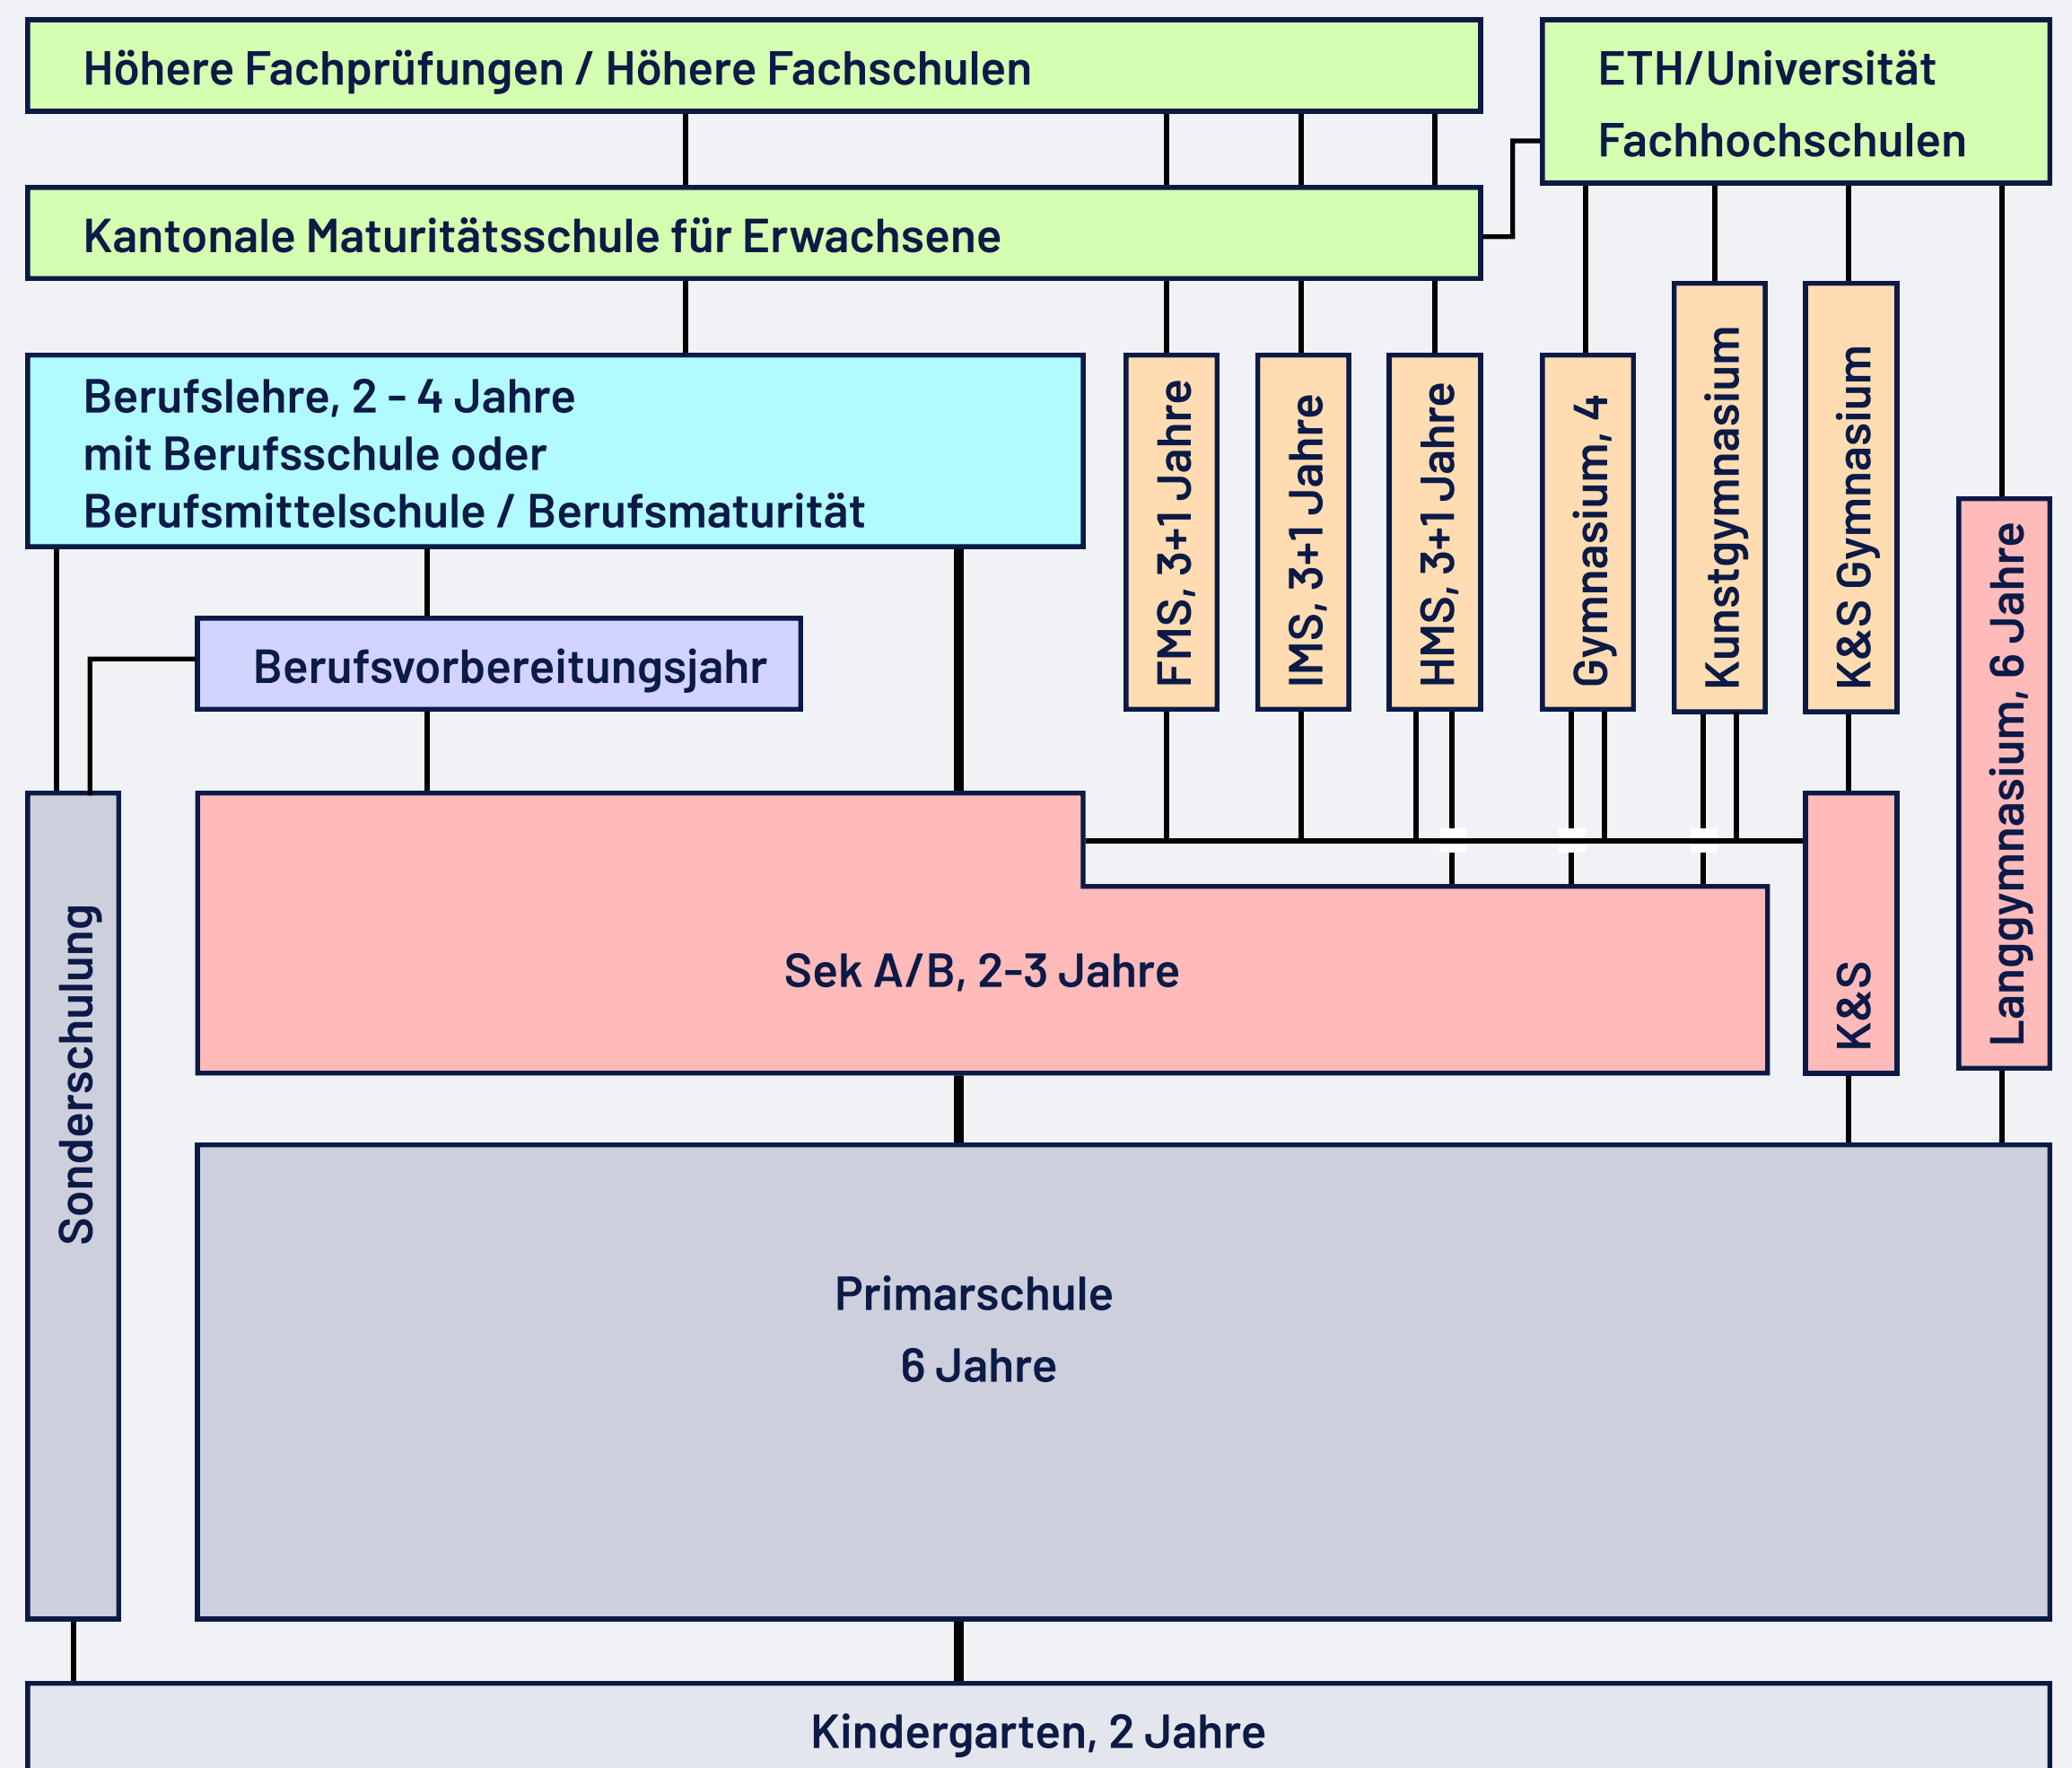 Höhere Fachprüfungen / Höhere Fachschulen
ETH/Universität
Fachhochschulen
Kantonale Maturitätsschule für Erwachsene
Berufslehre, 2 - 4 Jahre
mit Berufsschule oder
Berufsmittelschule / Berufsmaturität
FMS, 3+1 Jahre
IMS, 3+1 Jahre
HMS, 3+1 Jahre
Gymnasium, 4
Kunstgymnasium
K&S Gymnasium
Langgymnasium, 6 Jahre
Berufsvorbereitungsjahr
Sonderschulung
Sek A/B, 2-3 Jahre
K&S
Primarschule
6 Jahre
Kindergarten, 2 Jahre